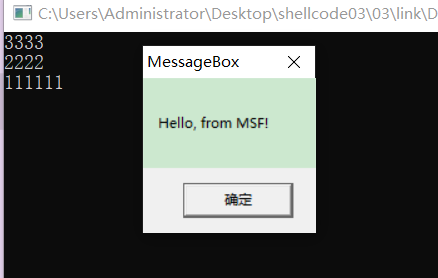 C:\Users\Administrator\Desktop\shellcode03\03\link\D
3333
2222
111111
MessageBox
Hello, from MSF!
确定